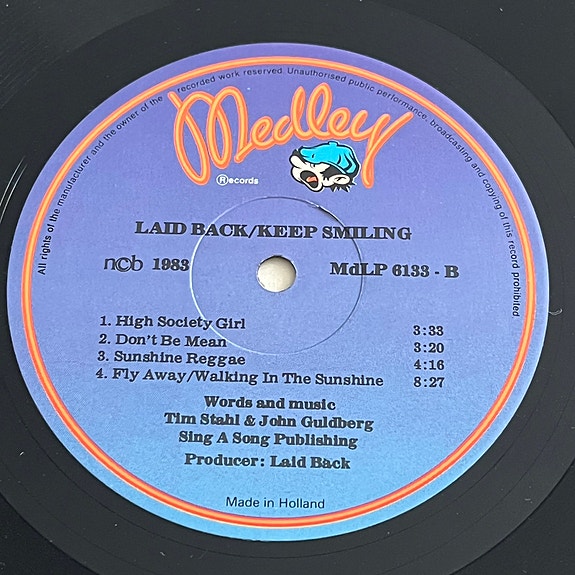 All rights of the manufacturer and the owner of the recorded work reserved. Unauthorised public performance, broadcasting and copying of this record prohibited
Medley
Records
LAID BACK/KEEP SMILING
ncb 1983 MdLP 6133 - B
1. High Society Girl 3:33
2. Don't Be Mean 3:20
3. Sunshine Reggae 4:16
4. Fly Away/Walking In The Sunshine 8:27
Words and music
Tim Stahl & John Guldberg
Sing A Song Publishing
Producer: Laid Back
Made in Holland